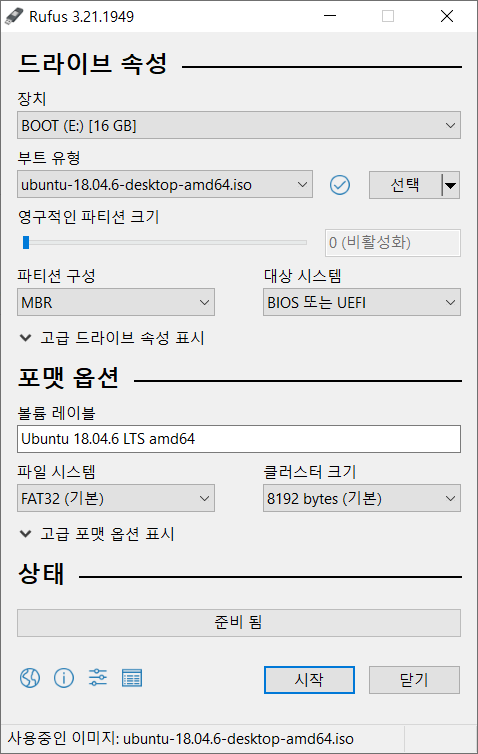 Rufus 3.21.1949
드라이브 속성
장치
BOOT (E:) [16 GB]
부트 유형
ubuntu-18.04.6-desktop-amd64.iso
선택
영구적인 파티션 크기
0 (비활성화)
파티션 구성
대상 시스템
MBR
BIOS 또는 UEFI
고급 드라이브 속성 표시
포맷 옵션
볼륨 레이블
Ubuntu 18.04.6 LTS amd64
파일 시스템
클러스터 크기
FAT32 (기본)
8192 bytes (기본)
고급 포맷 옵션 표시
상태
준비 됨
시작
닫기
사용중인 이미지: ubuntu-18.04.6-desktop-amd64.iso